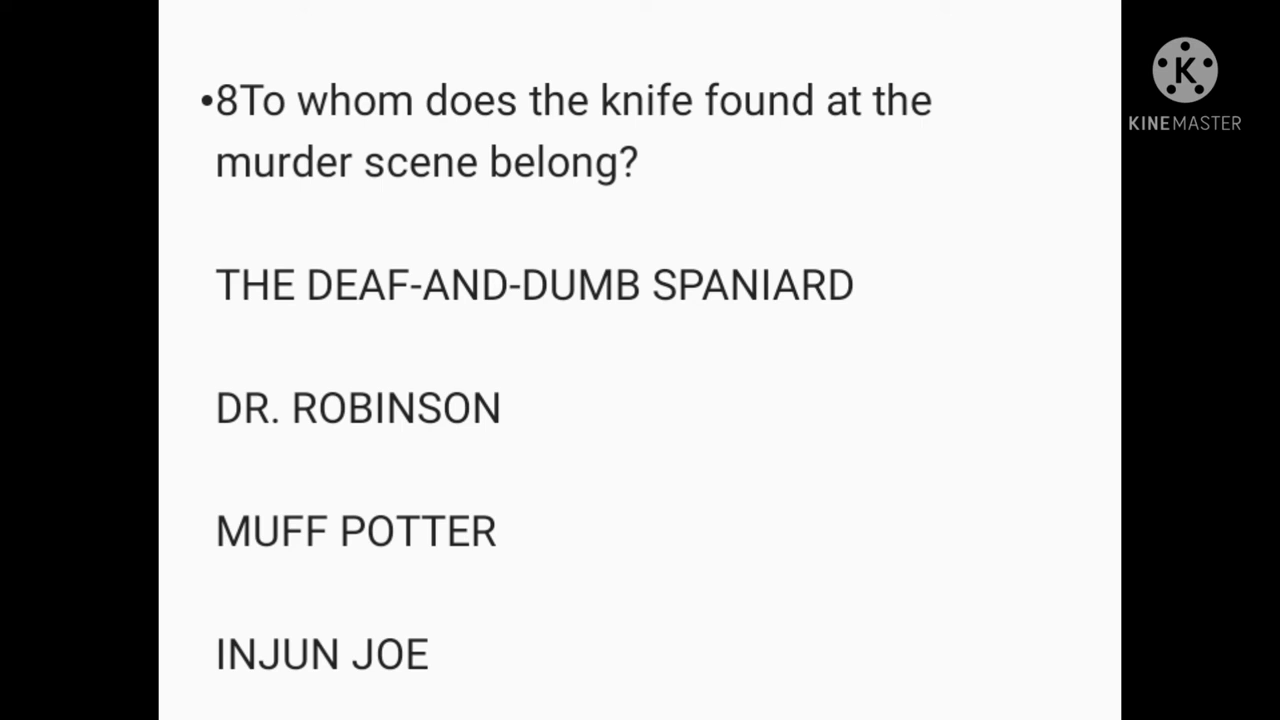 •8To whom does the knife found at the
murder scene belong?
THE DEAF-AND-DUMB SPANIARD
DR. ROBINSON
MUFF POTTER
INJUN JOE
K
KINEMASTER